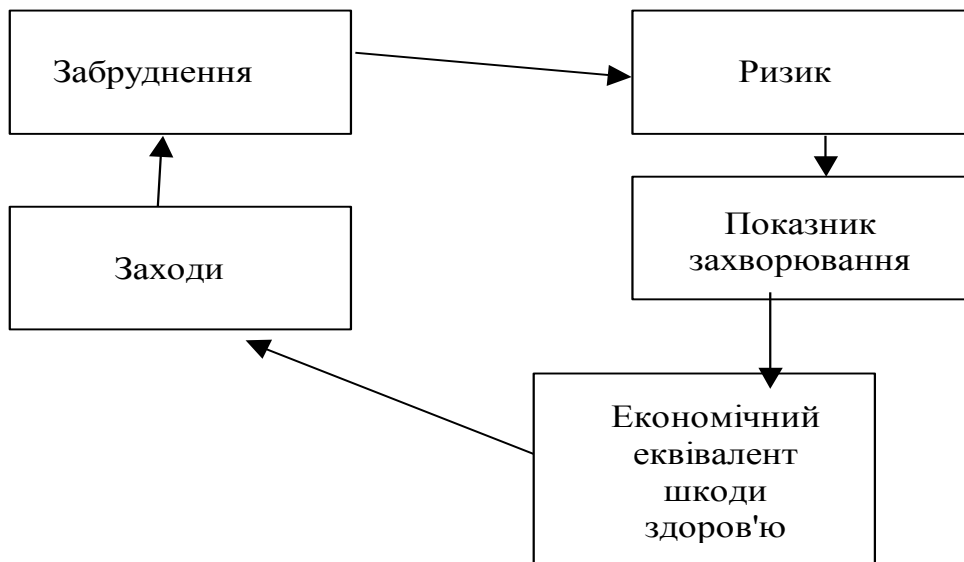 Забруднення
Ризик
Показник
захворювання
Заходи
Економічний
еквівалент
шкоди
здоров'ю